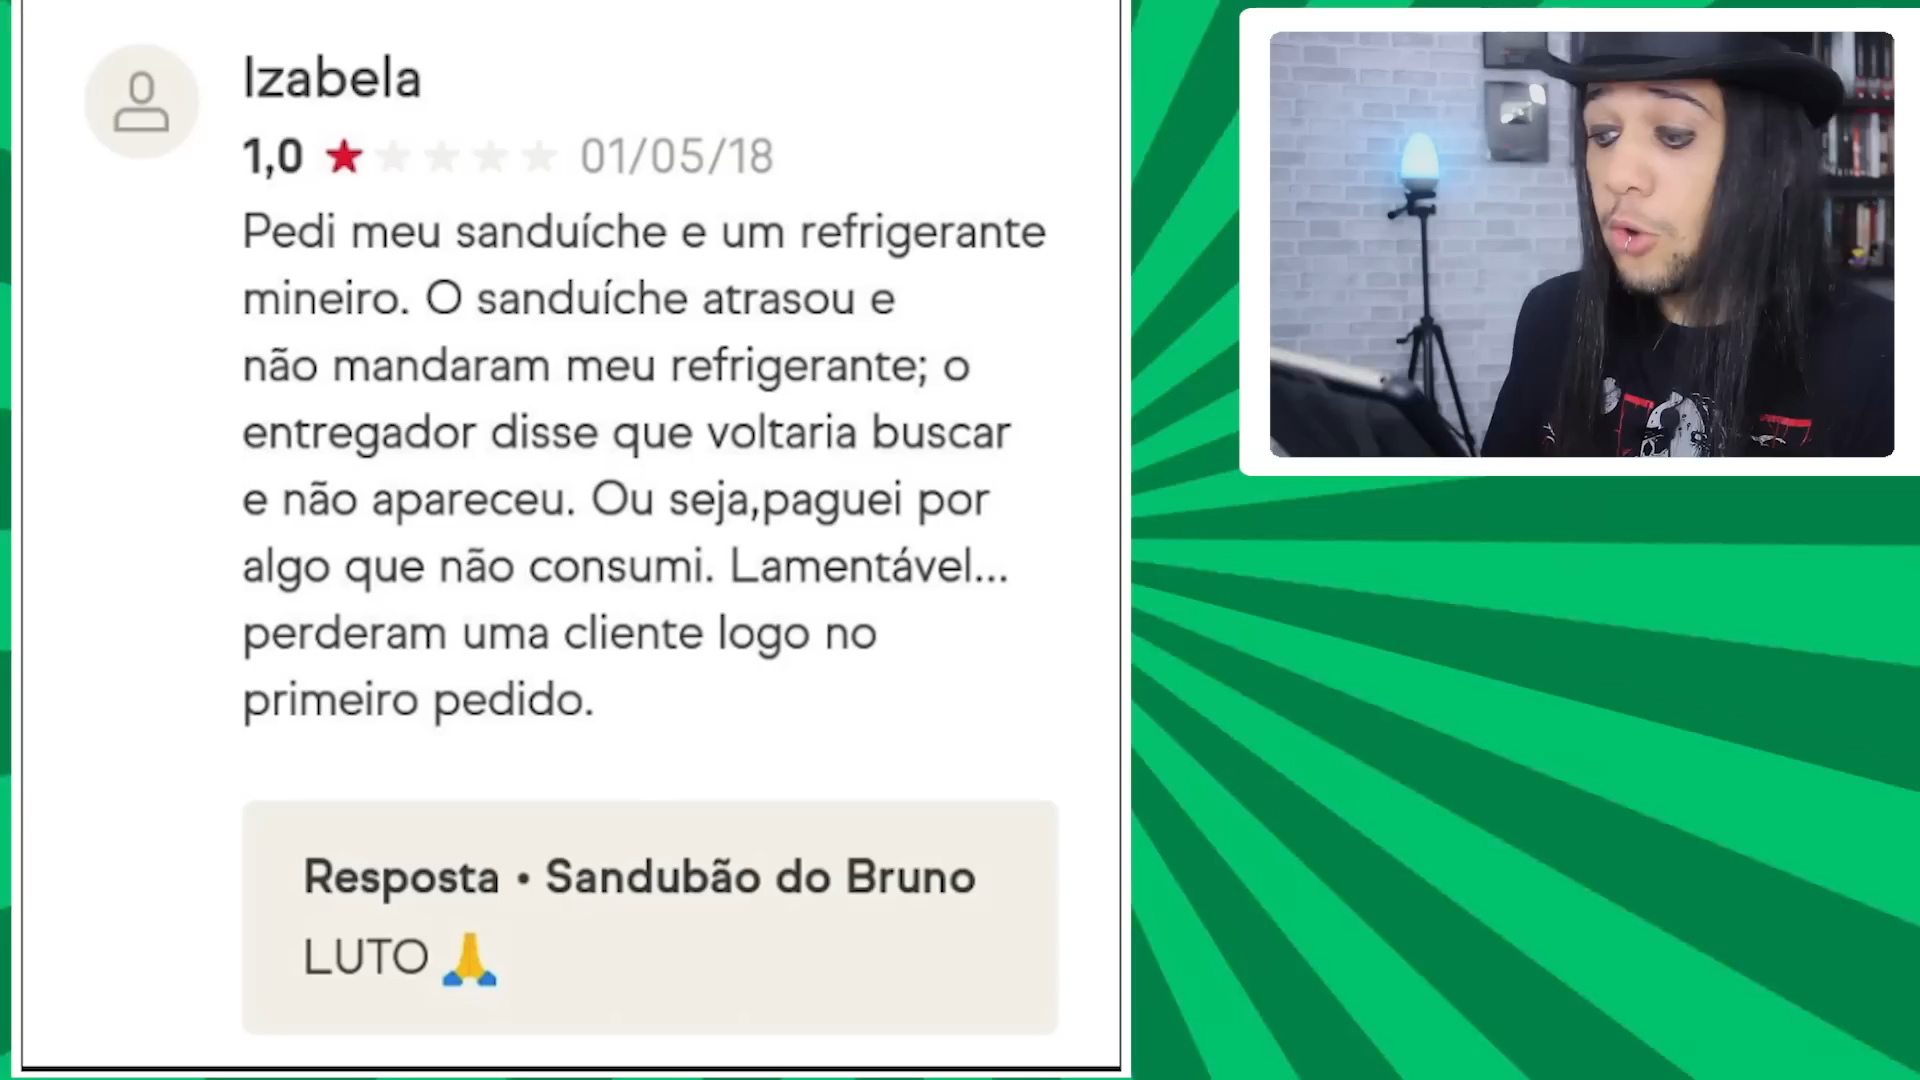 Izabela
1,0 01/05/18
Pedi meu sanduíche e um refrigerante
mineiro. O sanduíche atrasou e
não mandaram meu refrigerante; o
entregador disse que voltaria buscar
e não apareceu. Ou seja,paguei por
algo que não consumi. Lamentável...
perderam uma cliente logo no
primeiro pedido.
Resposta • Sandubão do Bruno
LUTO 🙏